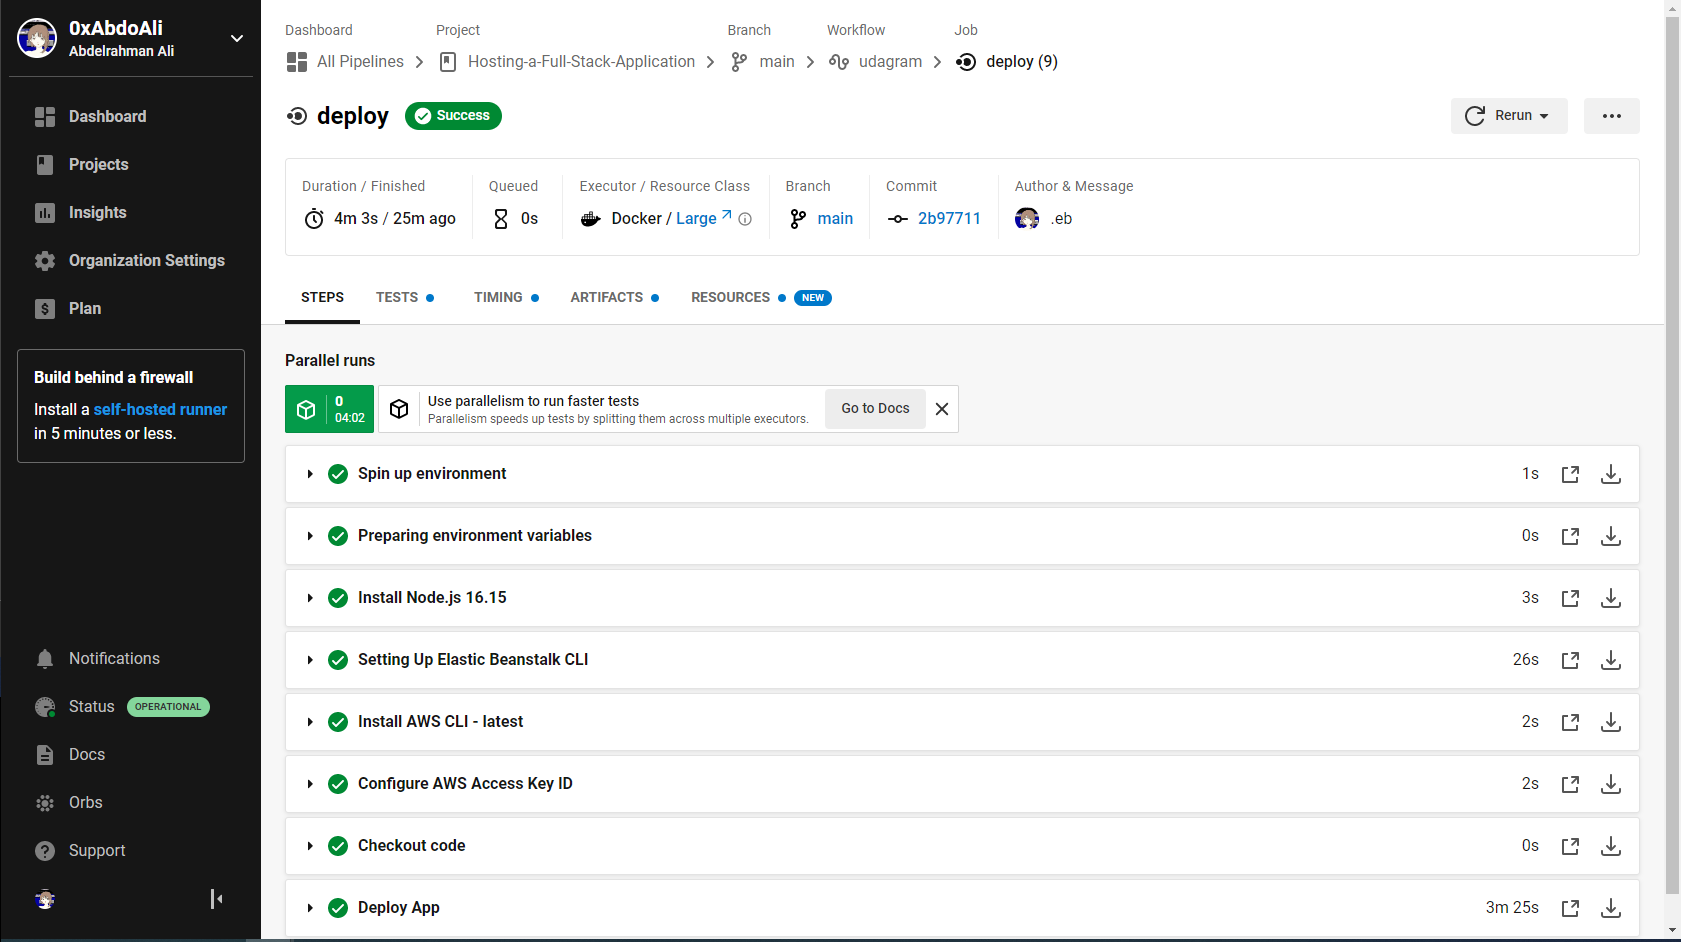 0xAbdoAli
Abdelrahman Ali
Dashboard
Projects
Insights
Organization Settings
Plan
Build behind a firewall
Install a self-hosted runner
in 5 minutes or less.
Notifications
Status OPERATIONAL
Docs
Orbs
Support
Dashboard Project Branch Workflow Job
All Pipelines Hosting-a-Full-Stack-Application main udagram deploy (9)
deploy Success Rerun
Duration / Finished Queued Executor / Resource Class Branch Commit Author & Message
4m 3s / 25m ago 0s Docker / Large main 2b97711 .eb
STEPS TESTS TIMING ARTIFACTS RESOURCES NEW
Parallel runs
0
04:02
Use parallelism to run faster tests
Parallelism speeds up tests by splitting them across multiple executors.
Go to Docs
Spin up environment 1s
Preparing environment variables 0s
Install Node.js 16.15 3s
Setting Up Elastic Beanstalk CLI 26s
Install AWS CLI - latest 2s
Configure AWS Access Key ID 2s
Checkout code 0s
Deploy App 3m 25s